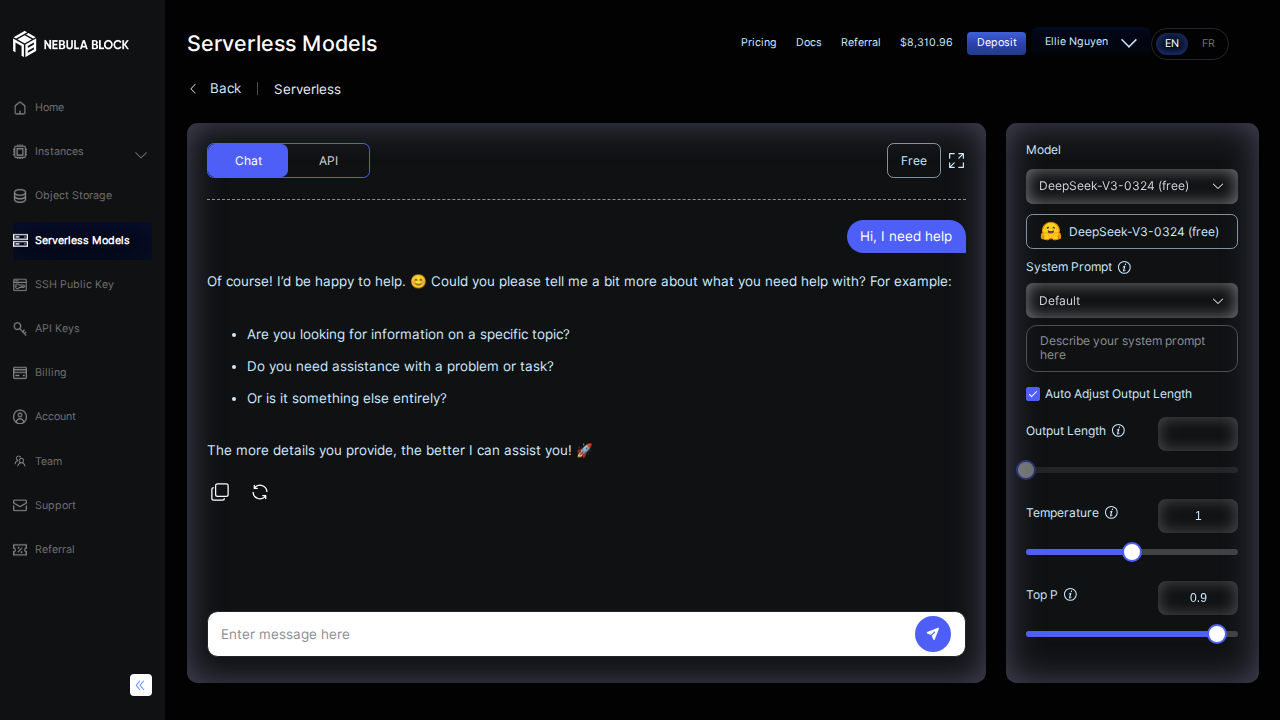 NEBULA BLOCK
Home
Instances
Object Storage
Serverless Models
SSH Public Key
API Keys
Billing
Account
Team
Support
Referral
Serverless Models
Pricing
Docs
Referral
$8,310.96
Deposit
Ellie Nguyen
EN
FR
Back
Serverless
Chat
API
Free
Hi, I need help
Of course! I'd be happy to help. 😊 Could you please tell me a bit more about what you need help with? For example:
• Are you looking for information on a specific topic?
• Do you need assistance with a problem or task?
• Or is it something else entirely?
The more details you provide, the better I can assist you! 🚀
Enter message here
Model
DeepSeek-V3-0324 (free)
🤗 DeepSeek-V3-0324 (free)
System Prompt
Default
Describe your system prompt
here
Auto Adjust Output Length
Output Length
Temperature
1
Top P
0.9